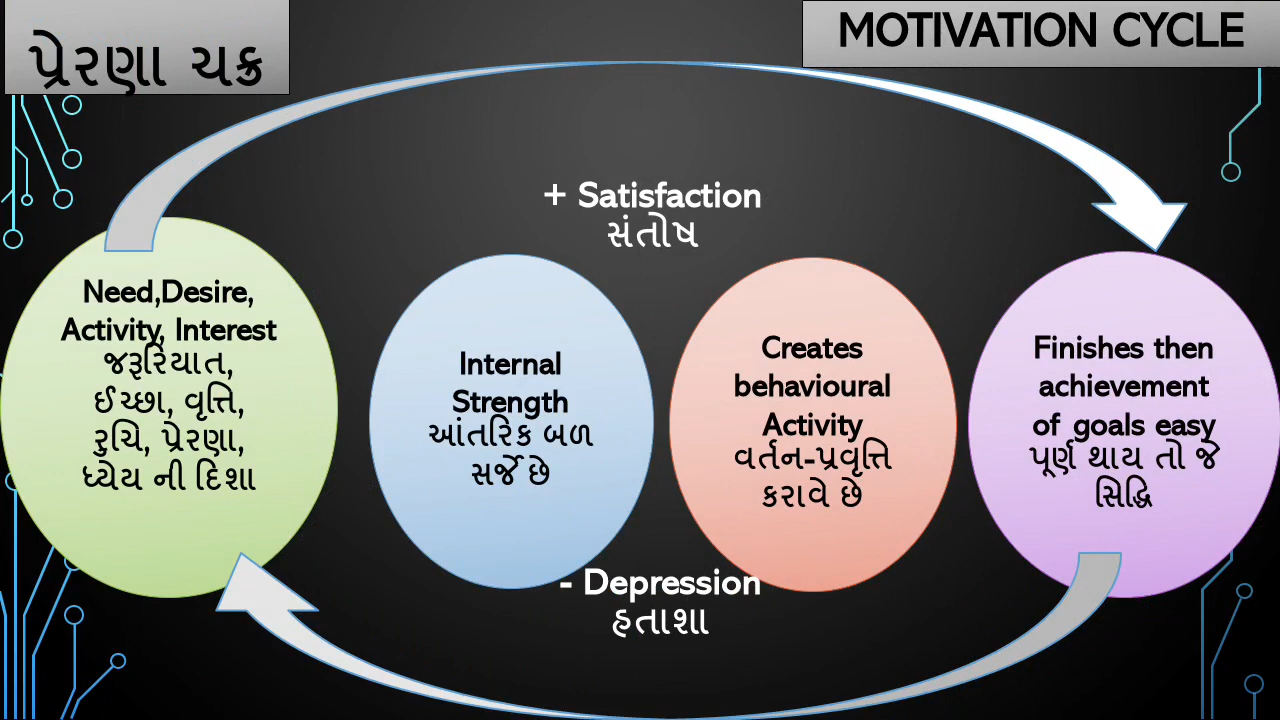 પ્રેરણા ચક્ર
MOTIVATION CYCLE
+ Satisfaction
સંતોષ
Need,Desire,
Activity, Interest
જરૂરિયાત,
ઈચ્છા, વૃત્તિ,
રુચિ, પ્રેરણા,
ધ્યેય ની દિશા
Internal
Strength
આંતરિક બળ
સર્જે છે
Creates
behavioural
Activity
વર્તન-પ્રવૃત્તિ
કરાવે છે
Finishes then
achievement
of goals easy
પૂર્ણ થાય તો જે
સિદ્ધિ
- Depression
હતાશા